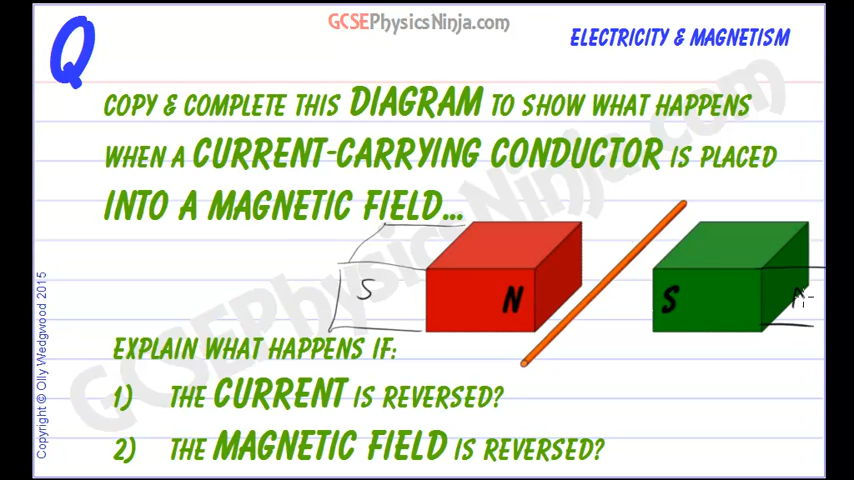 GCSEPhysicsNinja.com
Q
ELECTRICITY & MAGNETISM
COPY & COMPLETE THIS DIAGRAM TO SHOW WHAT HAPPENS
WHEN A CURRENT-CARRYING CONDUCTOR IS PLACED
INTO A MAGNETIC FIELD...
S
N
S
EXPLAIN WHAT HAPPENS IF:
1) THE CURRENT IS REVERSED?
2) THE MAGNETIC FIELD IS REVERSED?
Copyright © Olly Wedgwood 2015
GCSEPhysicsNinja.com